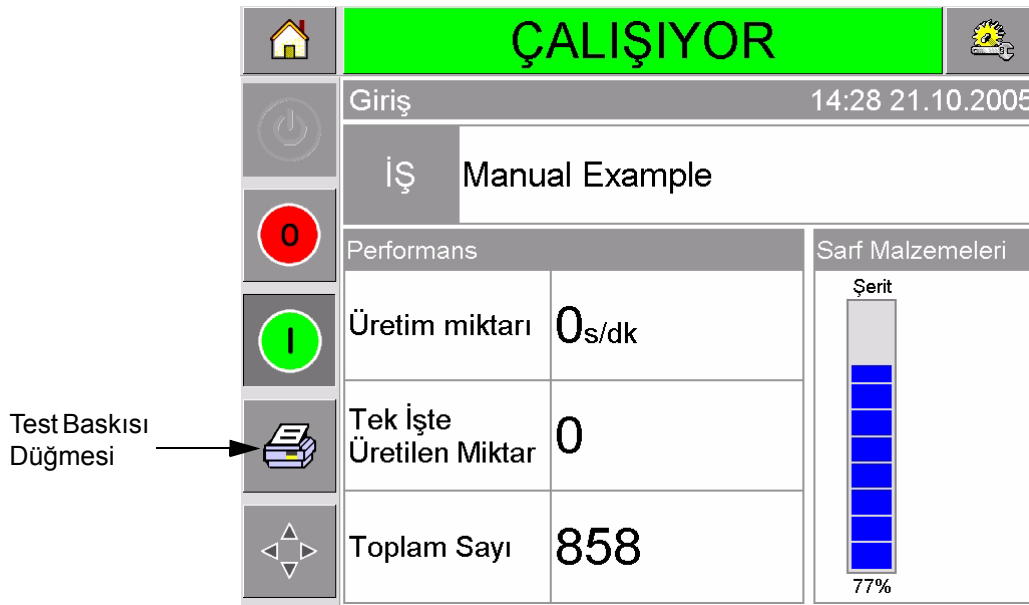 ÇALIŞIYOR
Giriş 14:28 21.10.2005
İŞ Manual Example
0
Performans
Sarf Malzemeleri
Şerit
I
Üretim miktarı 0s/dk
Test Baskısı
Düğmesi
Tek İşte
Üretilen Miktar 0
Toplam Sayı 858
77%